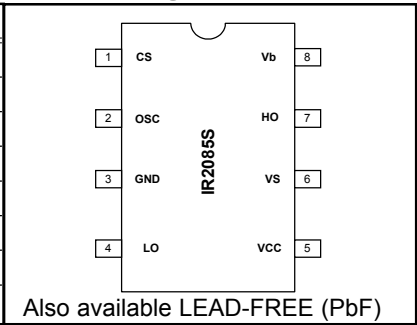 1 CS Vb 8
2 OSC HO 7
IR2085S
3 GND VS 6
4 LO VCC 5
Also available LEAD-FREE (PbF)